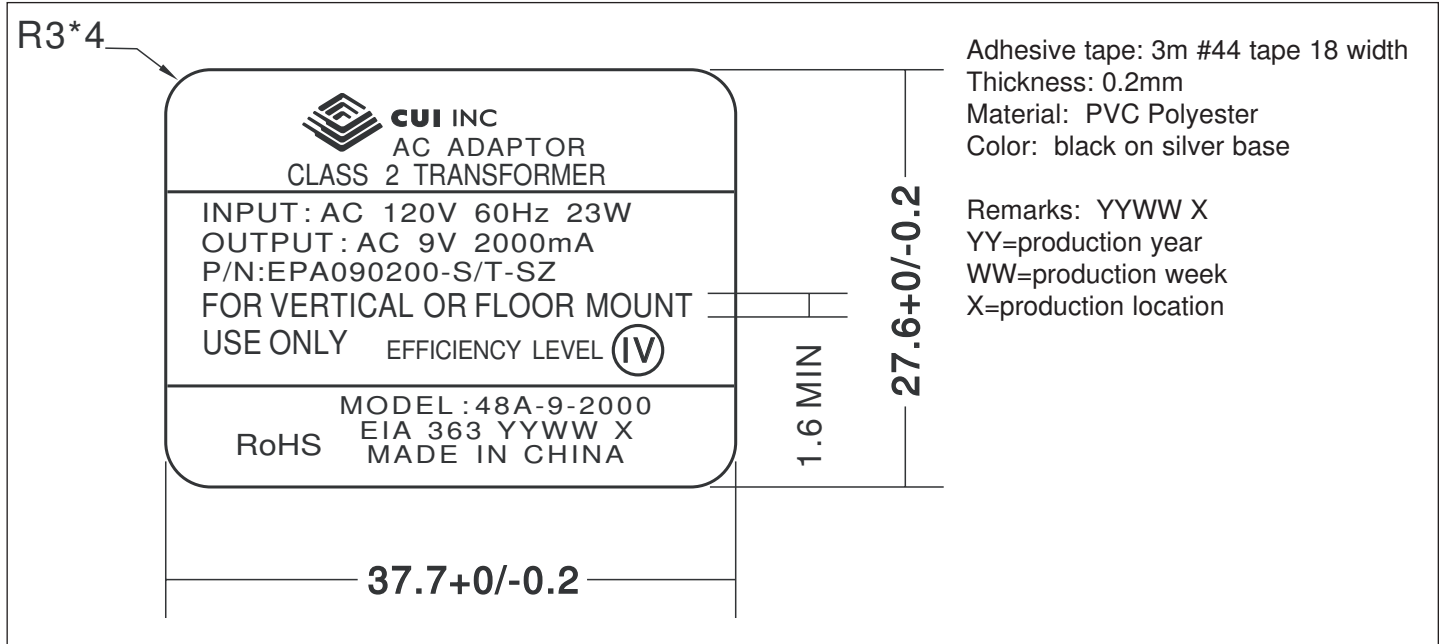 R3*4
CUI INC
AC ADAPTOR
CLASS 2 TRANSFORMER
INPUT: AC 120V 60Hz 23W
OUTPUT: AC 9V 2000mA
P/N:EPA090200-S/T-SZ
FOR VERTICAL OR FLOOR MOUNT
USE ONLY EFFICIENCY LEVEL IV
MODEL:48A-9-2000
EIA 363 YYWW X
RoHS
MADE IN CHINA
37.7+0/-0.2
1.6 MIN
27.6+0/-0.2
Adhesive tape: 3m #44 tape 18 width
Thickness: 0.2mm
Material: PVC Polyester
Color: black on silver base
Remarks: YYWW X
YY=production year
WW=production week
X=production location